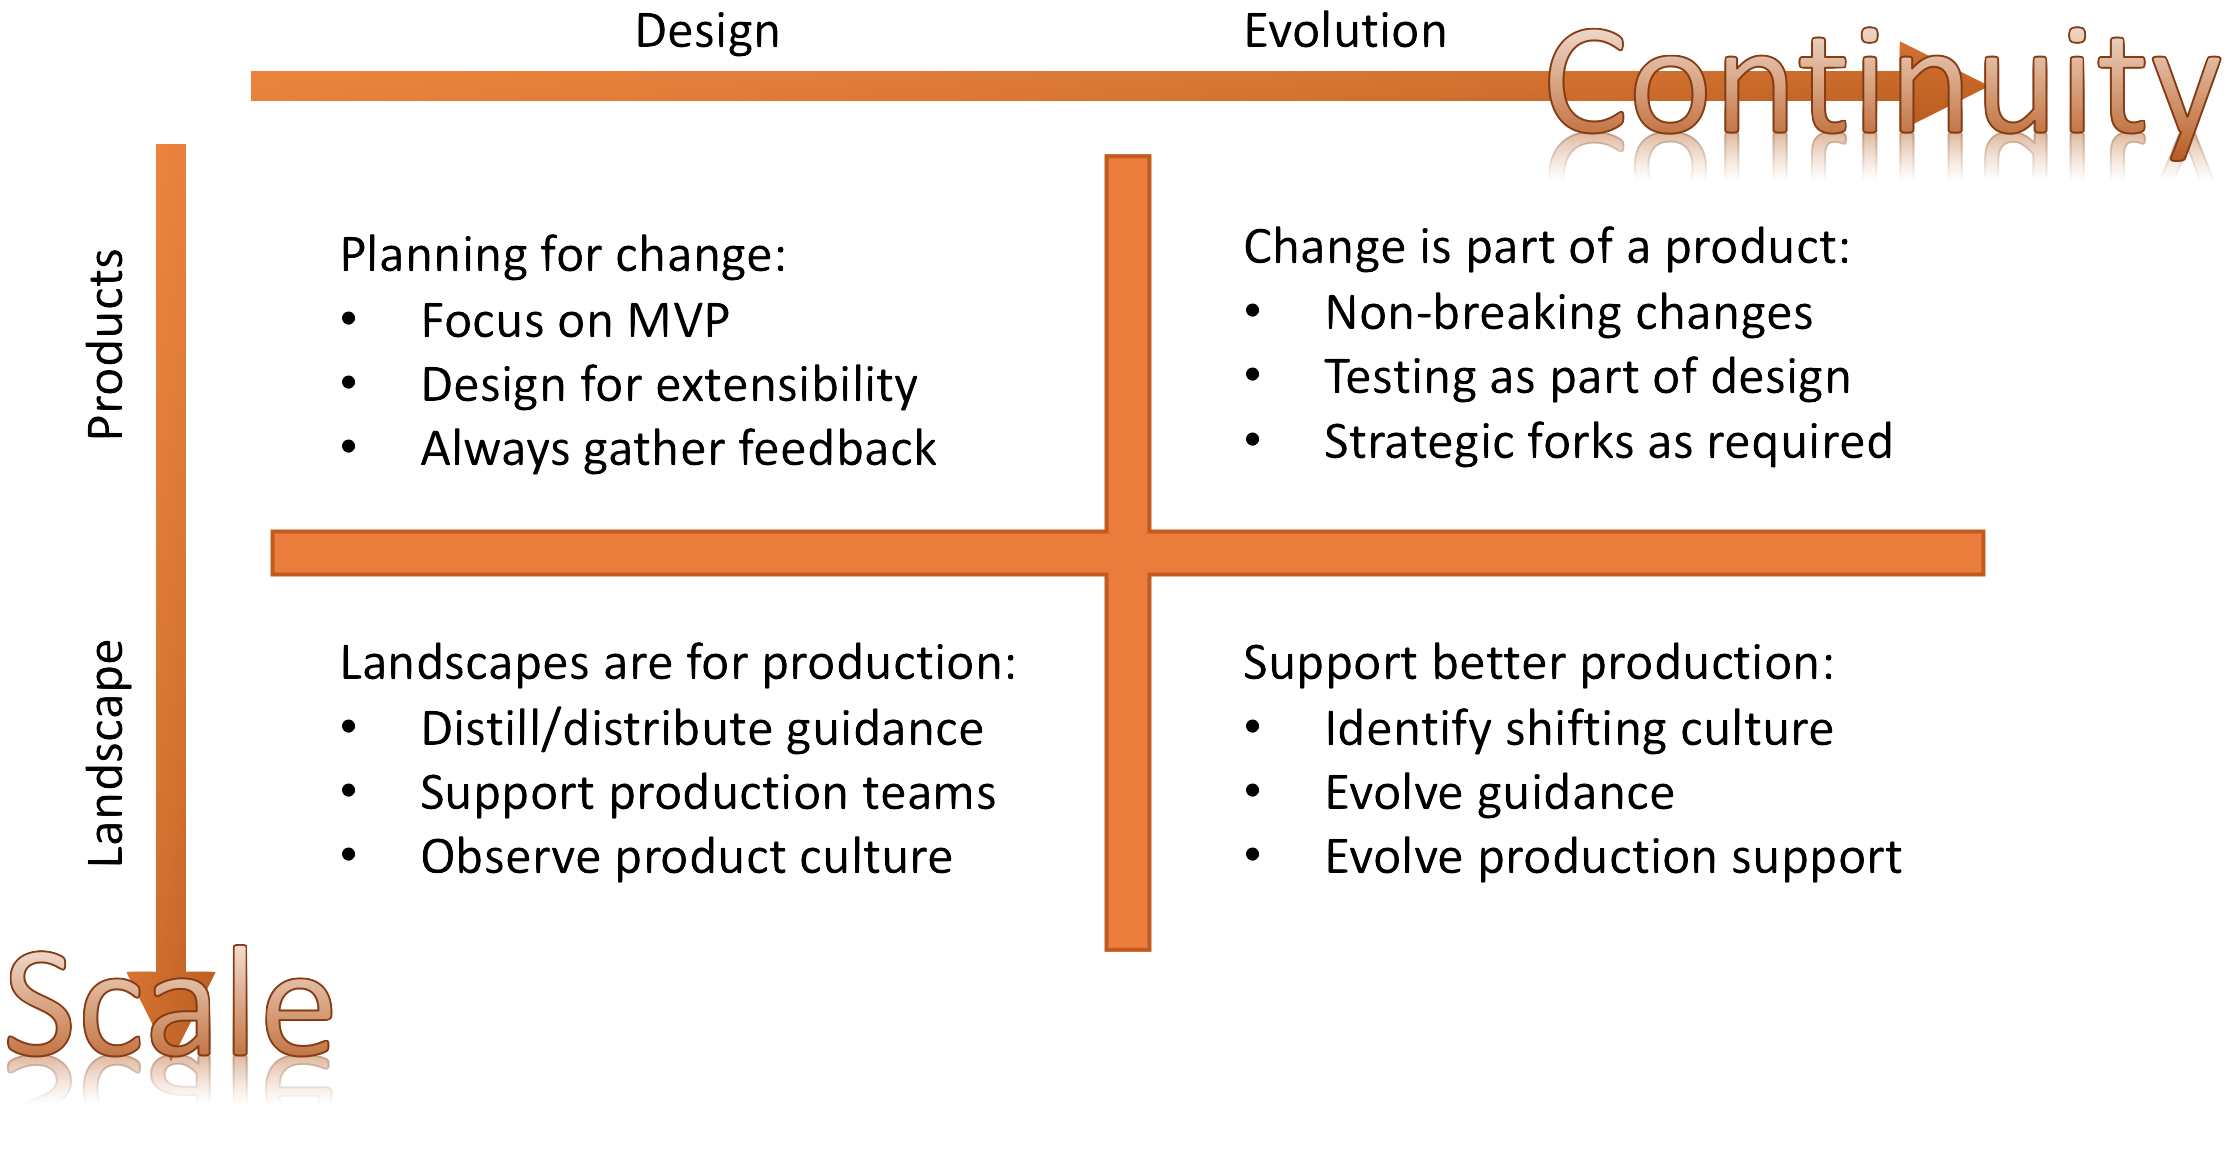 Design
Evolution
Continuity
Products
Planning for change:
• Focus on MVP
• Design for extensibility
• Always gather feedback
Change is part of a product:
• Non-breaking changes
• Testing as part of design
• Strategic forks as required
Landscape
Landscapes are for production:
• Distill/distribute guidance
• Support production teams
• Observe product culture
Support better production:
• Identify shifting culture
• Evolve guidance
• Evolve production support
Scale